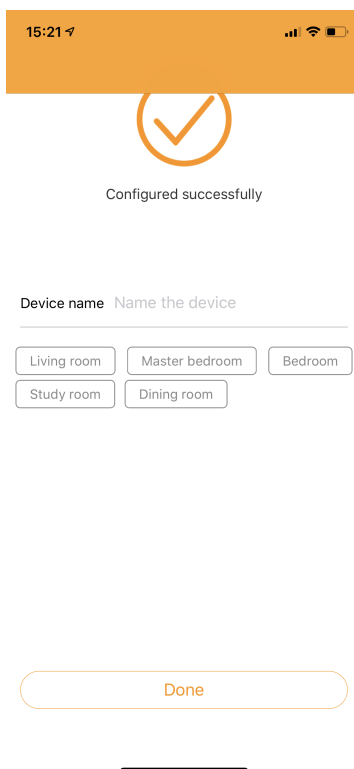 15:21
Configured successfully
Device name Name the device
Living room Master bedroom Bedroom
Study room Dining room
Done